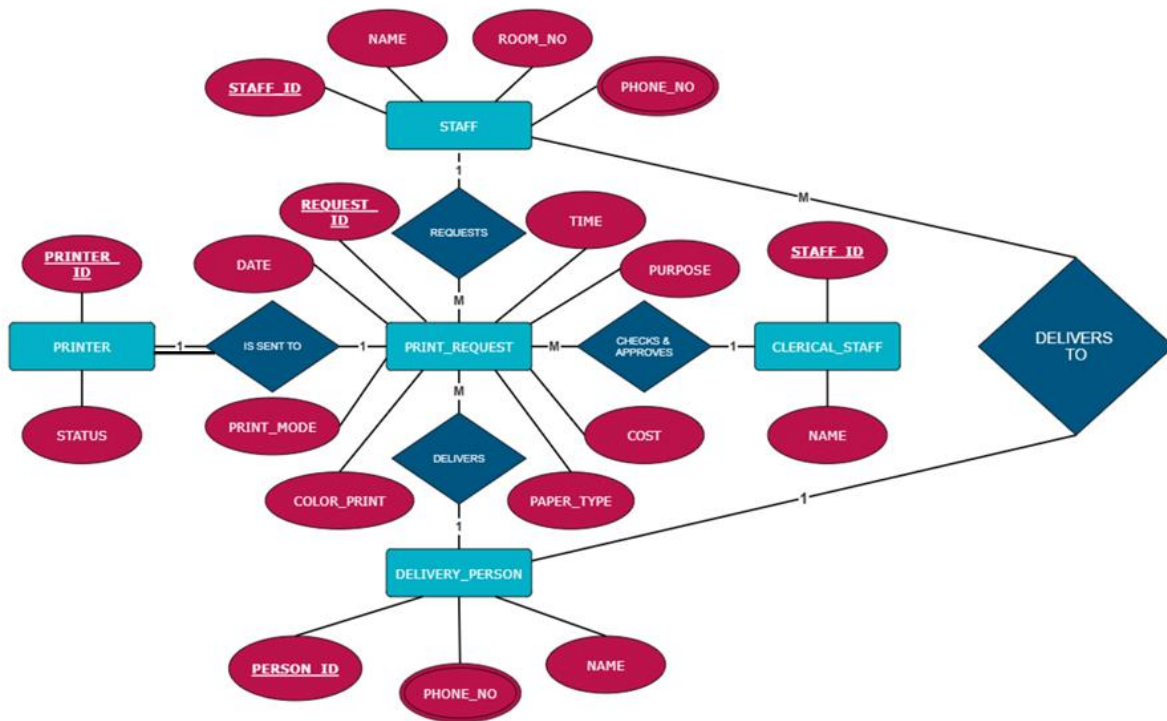 NAME
ROOM_NO
STAFF_ID
PHONE_NO
STAFF
1
M
REQUEST_
ID
REQUESTS
TIME
STAFF_ID
PRINTER_
ID
DATE
PURPOSE
M
PRINTER
1
IS SENT TO
1
PRINT_REQUEST
M
CHECKS &
APPROVES
1
CLERICAL_STAFF
DELIVERS
TO
M
STATUS
PRINT_MODE
COST
NAME
DELIVERS
COLOR_PRINT
PAPER_TYPE
1
1
DELIVERY_PERSON
PERSON_ID
PHONE_NO
NAME